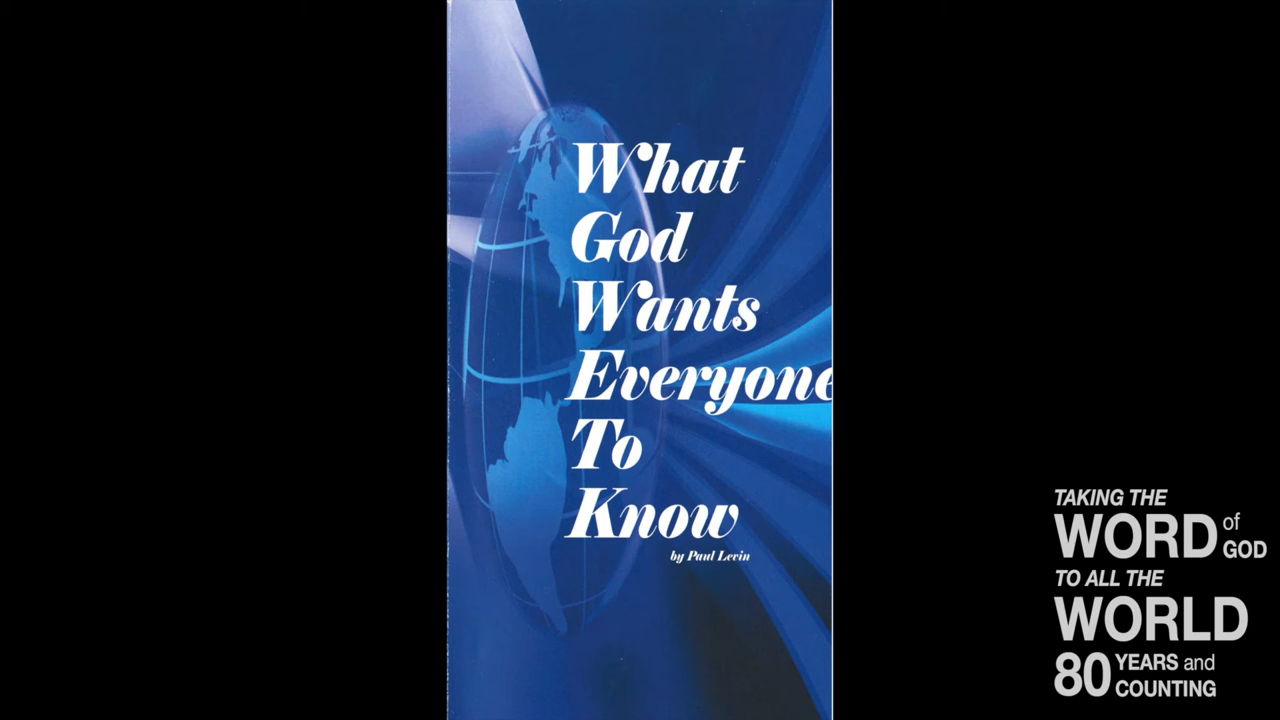 What
God
Wants
Everyone
To
Know
by Paul Levin
TAKING THE
WORD of GOD
TO ALL THE
WORLD
80 YEARS and
COUNTING